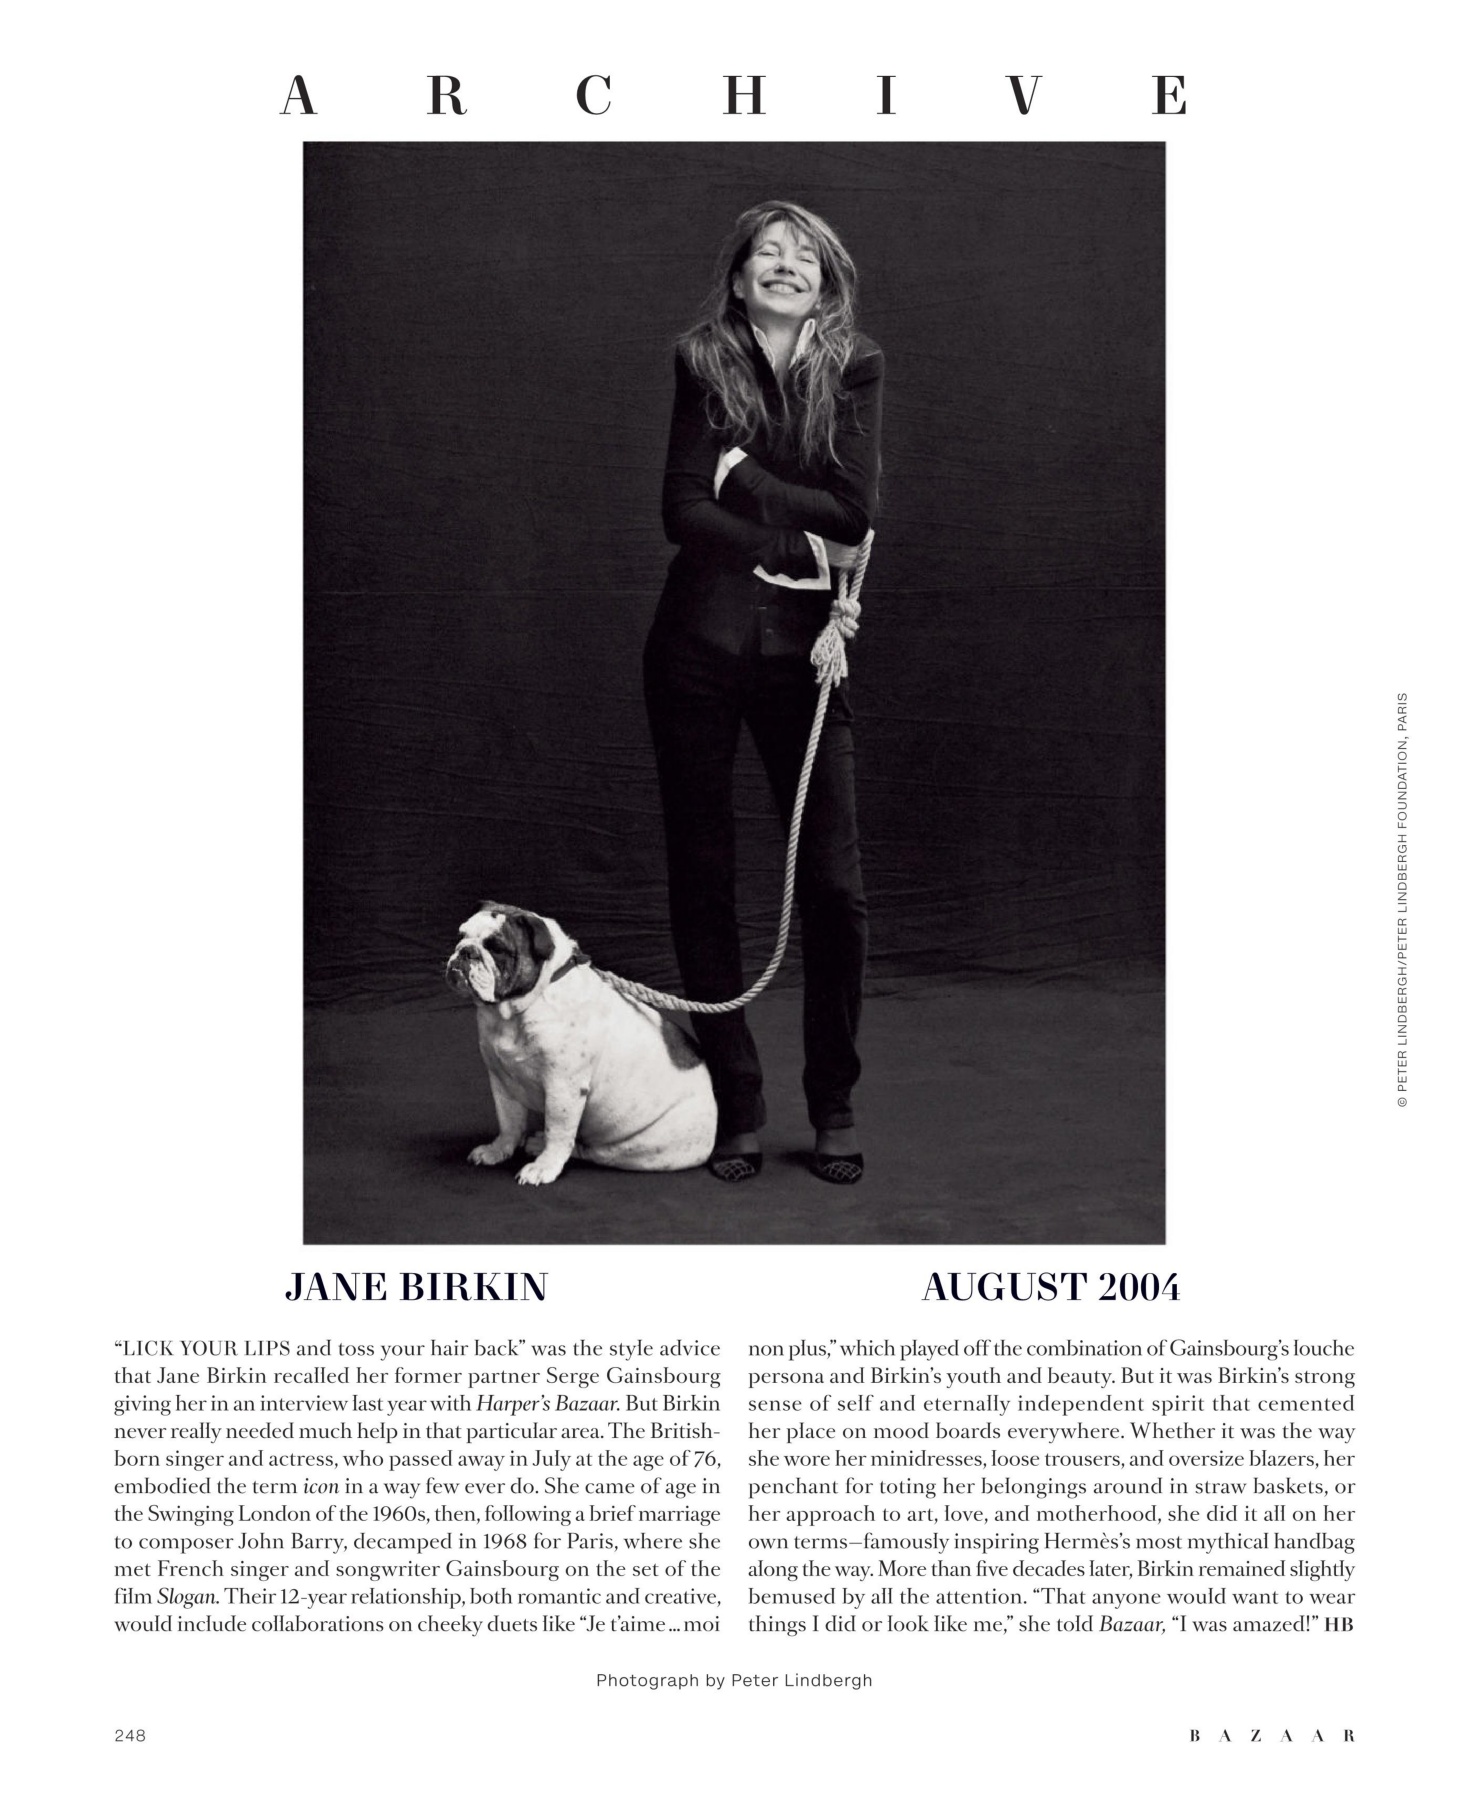 A R C H I V E
© PETER LINDBERGH/PETER LINDBERGH FOUNDATION, PARIS
JANE BIRKIN
AUGUST 2004
“LICK YOUR LIPS and toss your hair back” was the style advice
that Jane Birkin recalled her former partner Serge Gainsbourg
giving her in an interview last year with Harper’s Bazaar. But Birkin
never really needed much help in that particular area. The British-
born singer and actress, who passed away in July at the age of 76,
embodied the term icon in a way few ever do. She came of age in
the Swinging London of the 1960s, then, following a brief marriage
to composer John Barry, decamped in 1968 for Paris, where she
met French singer and songwriter Gainsbourg on the set of the
film Slogan. Their 12-year relationship, both romantic and creative,
would include collaborations on cheeky duets like “Je t’aime ... moi
non plus,” which played off the combination of Gainsbourg’s louche
persona and Birkin’s youth and beauty. But it was Birkin’s strong
sense of self and eternally independent spirit that cemented
her place on mood boards everywhere. Whether it was the way
she wore her minidresses, loose trousers, and oversize blazers, her
penchant for toting her belongings around in straw baskets, or
her approach to art, love, and motherhood, she did it all on her
own terms—famously inspiring Hermès’s most mythical handbag
along the way. More than five decades later, Birkin remained slightly
bemused by all the attention. “That anyone would want to wear
things I did or look like me,” she told Bazaar, “I was amazed!” HB
Photograph by Peter Lindbergh
248
B A Z A A R